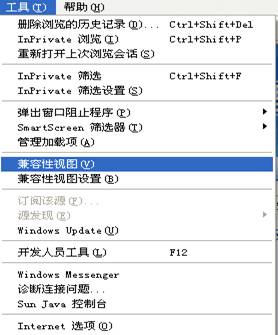 工具(T) 帮助(H)
删除浏览的历史记录(D)... Ctrl+Shift+Del
InPrivate 浏览(I) Ctrl+Shift+P
重新打开上次浏览会话(S)
InPrivate 筛选 Ctrl+Shift+F
InPrivate 筛选设置(S)
弹出窗口阻止程序(P)
SmartScreen 筛选器(T)
管理加载项(A)
兼容性视图(V)
兼容性视图设置(B)
订阅该源(F)...
源发现(E)
Windows Update(U)
开发人员工具(L) F12
Windows Messenger
诊断连接问题...
Sun Java 控制台
Internet 选项(O)